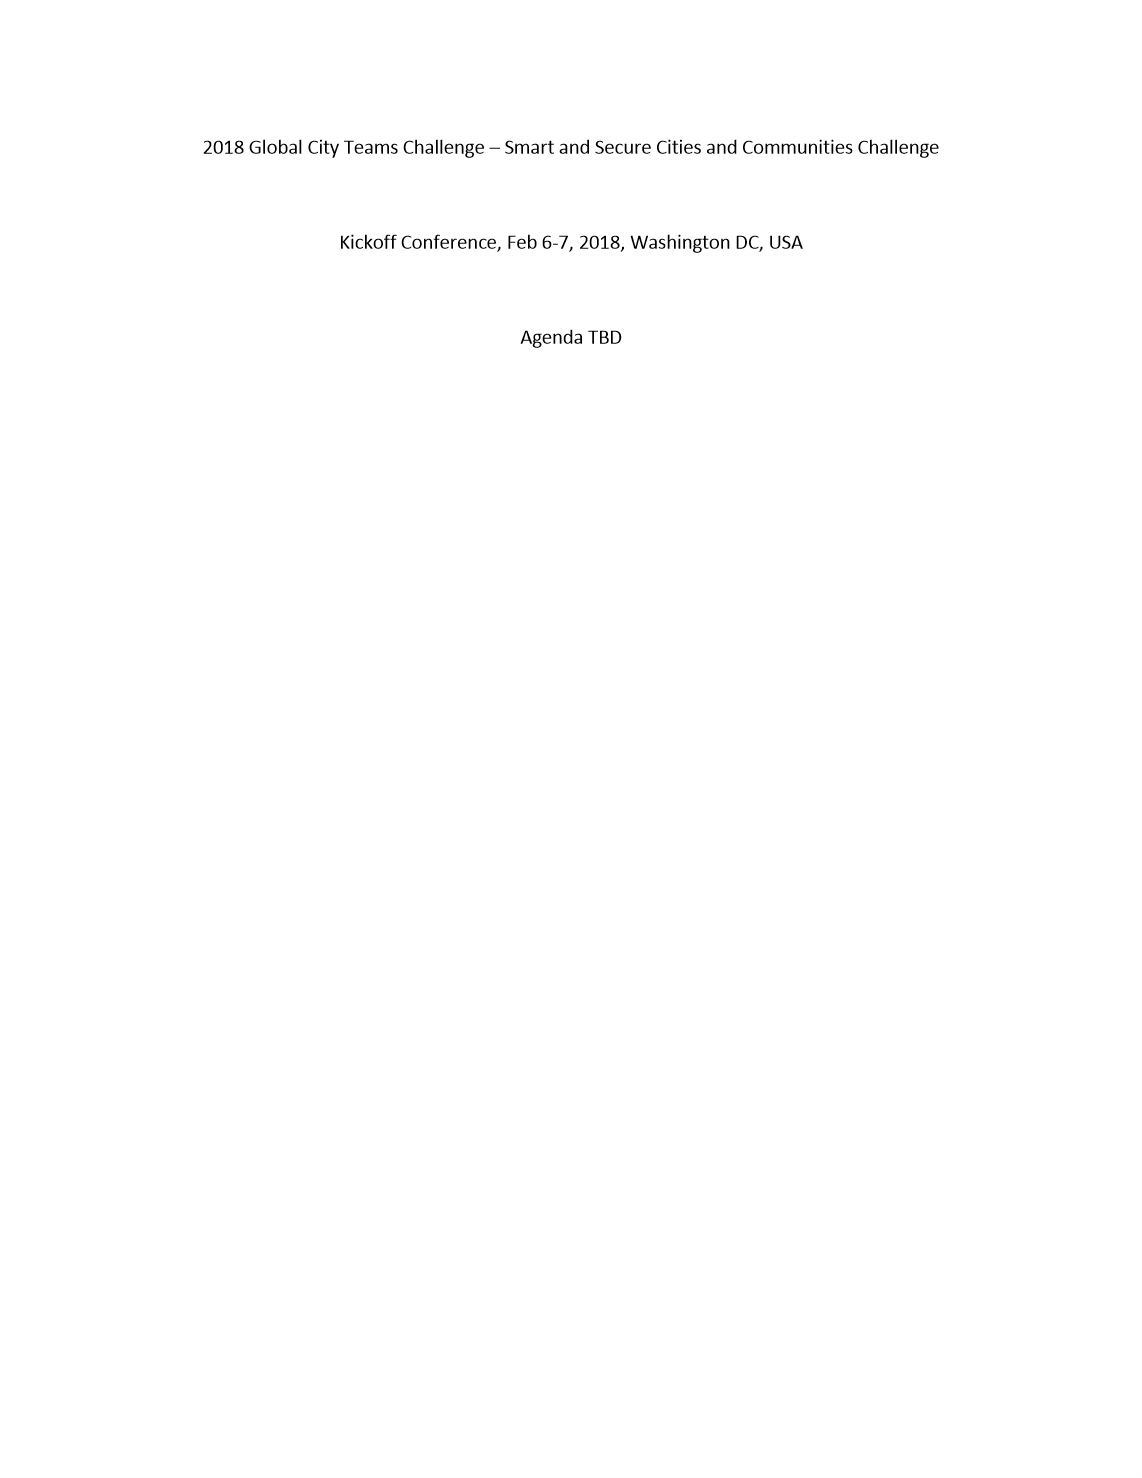 2018 Global City Teams Challenge – Smart and Secure Cities and Communities Challenge
Kickoff Conference, Feb 6-7, 2018, Washington DC, USA
Agenda TBD